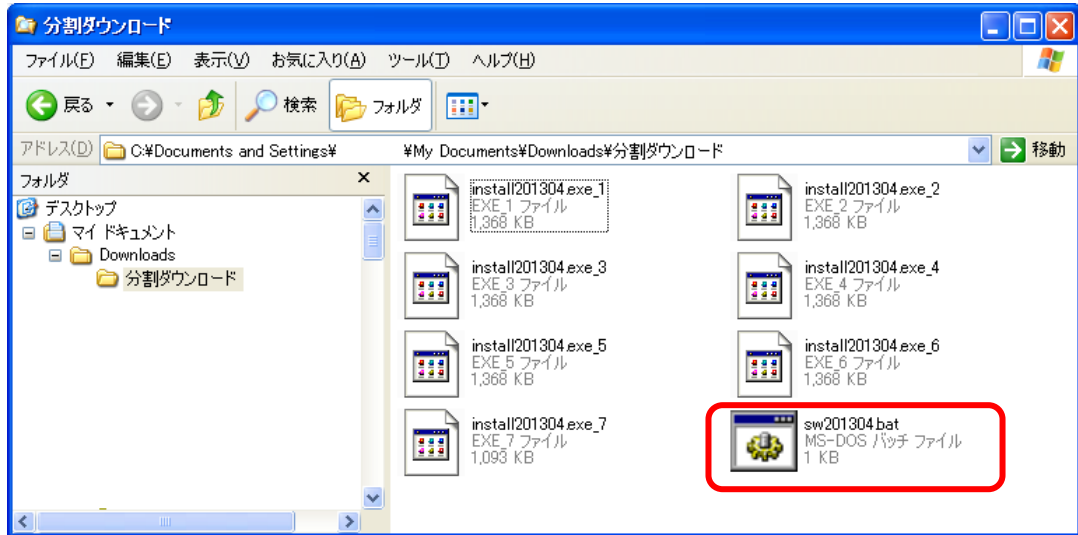 分割ダウンロード
ファイル(F) 編集(E) 表示(V) お気に入り(A) ツール(T) ヘルプ(H)
戻る 検索 フォルダ
アドレス(D) C:¥Documents and Settings¥ ¥My Documents¥Downloads¥分割ダウンロード 移動
フォルダ
デスクトップ
マイ ドキュメント
Downloads
分割ダウンロード
install201304.exe_1
EXE_1 ファイル
1,368 KB
install201304.exe_2
EXE_2 ファイル
1,368 KB
install201304.exe_3
EXE_3 ファイル
1,368 KB
install201304.exe_4
EXE_4 ファイル
1,368 KB
install201304.exe_5
EXE_5 ファイル
1,368 KB
install201304.exe_6
EXE_6 ファイル
1,368 KB
install201304.exe_7
EXE_7 ファイル
1,093 KB
sw201304.bat
MS-DOS バッチ ファイル
1 KB